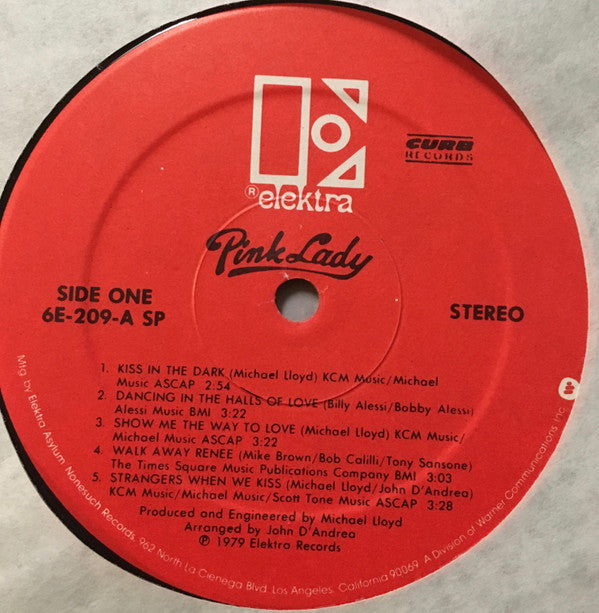 CURB
RECORDS
® elektra
Pink Lady
SIDE ONE
6E-209-A SP
STEREO
1. KISS IN THE DARK (Michael Lloyd) KCM Music/Michael
Music ASCAP 2:54
2. DANCING IN THE HALLS OF LOVE (Billy Alessi/Bobby Alessi)
Alessi Music BMI 3:22
3. SHOW ME THE WAY TO LOVE (Michael Lloyd) KCM Music/
Michael Music ASCAP 3:22
4. WALK AWAY RENEE (Mike Brown/Bob Calilli/Tony Sansone)
The Times Square Music Publications Company BMI 3:03
5. STRANGERS WHEN WE KISS (Michael Lloyd/John D'Andrea)
KCM Music/Michael Music/Scott Tone Music ASCAP 3:28
Produced and Engineered by Michael Lloyd
Arranged by John D'Andrea
℗ 1979 Elektra Records
Mfg by Elektra Asylum Nonesuch Records, 962 North La Cienega Blvd. Los Angeles, California 90069 A Division of Warner Communications Inc